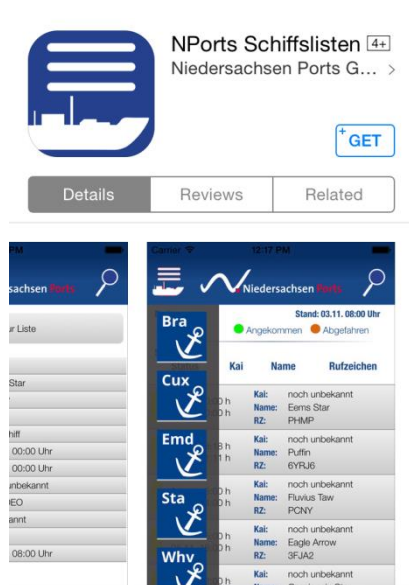 NPorts Schiffslisten 4+
Niedersachsen Ports G... >
+ GET
Details Reviews Related
PM
sachsen Ports
ur Liste
Star
hiff
00:00 Uhr
00:00 Uhr
unbekannt
DEO
annt
08:00 Uhr
Carrier 12:17 PM
Niedersachsen Ports
Stand: 03.11. 08:00 Uhr
Angekommen Abgefahren
Kai Name Rufzeichen
Bra
Cux
Emd
Sta
Whv
Kai: noch unbekannt
Name: Eems Star
RZ: PHMP
Kai: noch unbekannt
Name: Puffin
RZ: 6YRJ6
Kai: noch unbekannt
Name: Fluvius Taw
RZ: PCNY
Kai: noch unbekannt
Name: Eagle Arrow
RZ: 3FJA2
Kai: noch unbekannt